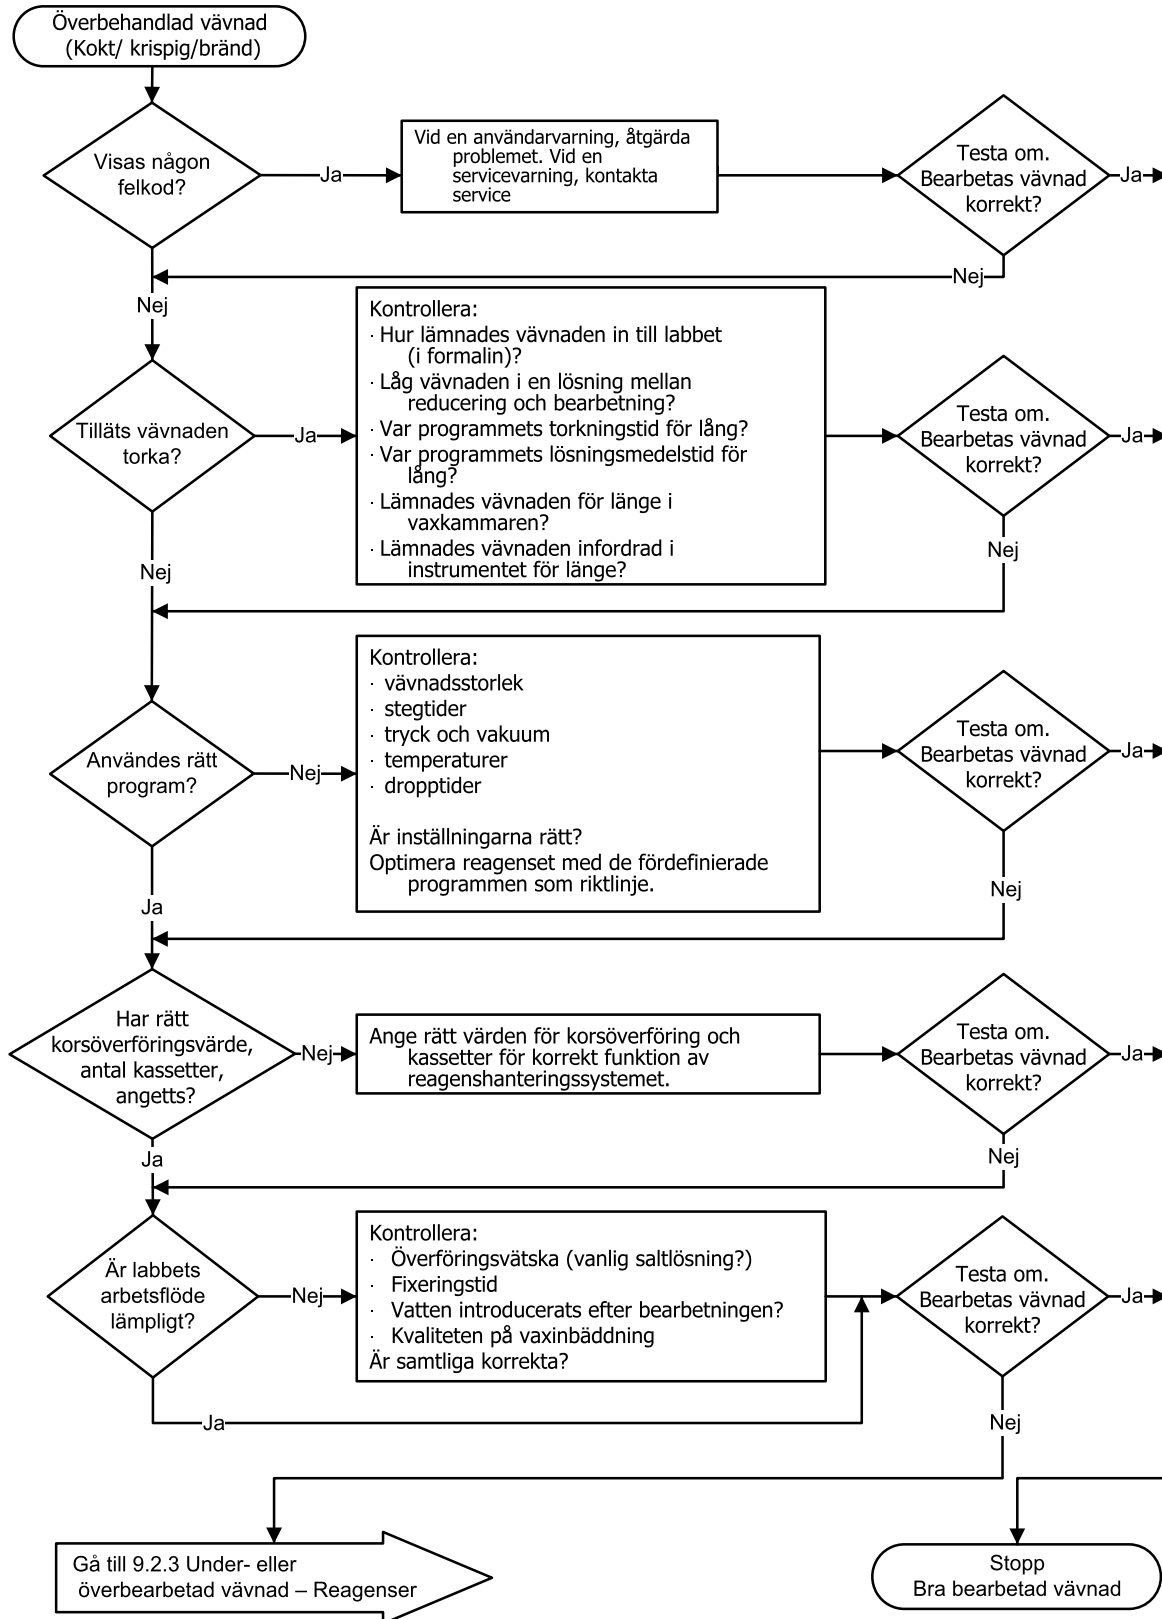 Överbehandlad vävnad
(Kokt/ krispig/bränd)
Visas någon
felkod?
Ja
Vid en användarvarning, åtgärda
problemet. Vid en
servicevarning, kontakta
service
Testa om.
Bearbetas vävnad
korrekt?
Ja
Nej
Nej
Tilläts vävnaden
torka?
Ja
Kontrollera:
· Hur lämnades vävnaden in till labbet
(i formalin)?
· Låg vävnaden i en lösning mellan
reducering och bearbetning?
· Var programmets torkningstid för lång?
· Var programmets lösningsmedelstid för
lång?
· Lämnades vävnaden för länge i
vaxkammaren?
· Lämnades vävnaden infordrad i
instrumentet för länge?
Testa om.
Bearbetas vävnad
korrekt?
Ja
Nej
Nej
Användes rätt
program?
Nej
Kontrollera:
· vävnadsstorlek
· stegtider
· tryck och vakuum
· temperaturer
· dropptider
Är inställningarna rätt?
Optimera reagenset med de fördefinierade
programmen som riktlinje.
Testa om.
Bearbetas vävnad
korrekt?
Ja
Nej
Ja
Har rätt
korsöverföringsvärde,
antal kassetter,
angetts?
Nej
Ange rätt värden för korsöverföring och
kassetter för korrekt funktion av
reagenshanteringssystemet.
Testa om.
Bearbetas vävnad
korrekt?
Ja
Nej
Ja
Är labbets
arbetsflöde
lämpligt?
Nej
Kontrollera:
· Överföringsvätska (vanlig saltlösning?)
· Fixeringstid
· Vatten introducerats efter bearbetningen?
· Kvaliteten på vaxinbäddning
Är samtliga korrekta?
Testa om.
Bearbetas vävnad
korrekt?
Ja
Ja
Nej
Gå till 9.2.3 Under- eller
överbearbetad vävnad – Reagenser
Stopp
Bra bearbetad vävnad